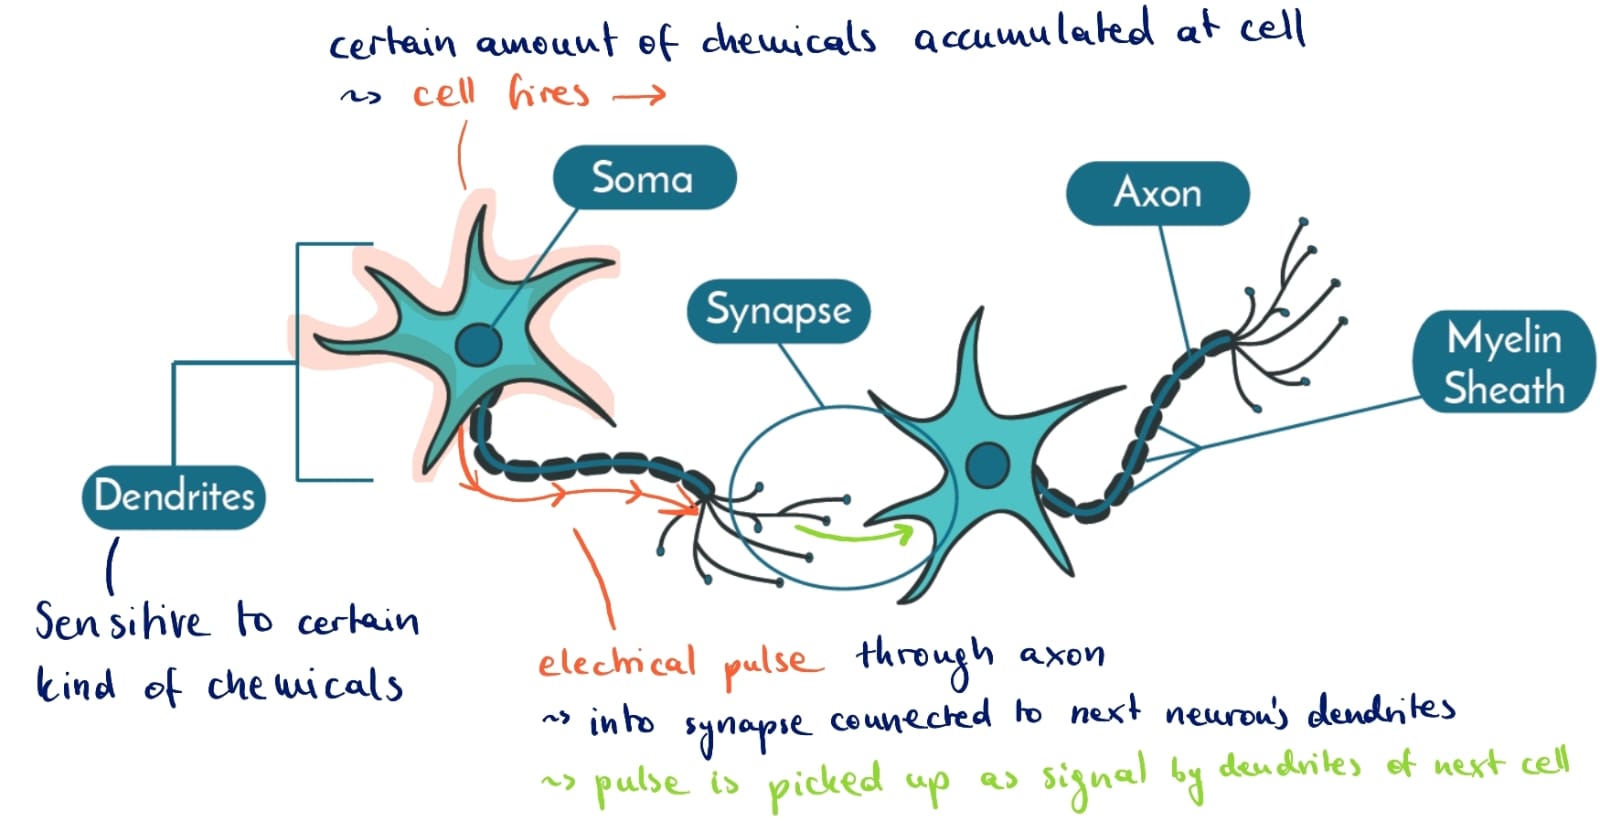 certain amount of chemicals accumulated at cell
~> cell fires →
Soma
Axon
Synapse
Myelin
Sheath
Dendrites
Sensitive to certain
kind of chemicals
electrical pulse through axon
~> into synapse connected to next neuron's dendrites
~> pulse is picked up as signal by dendrites of next cell